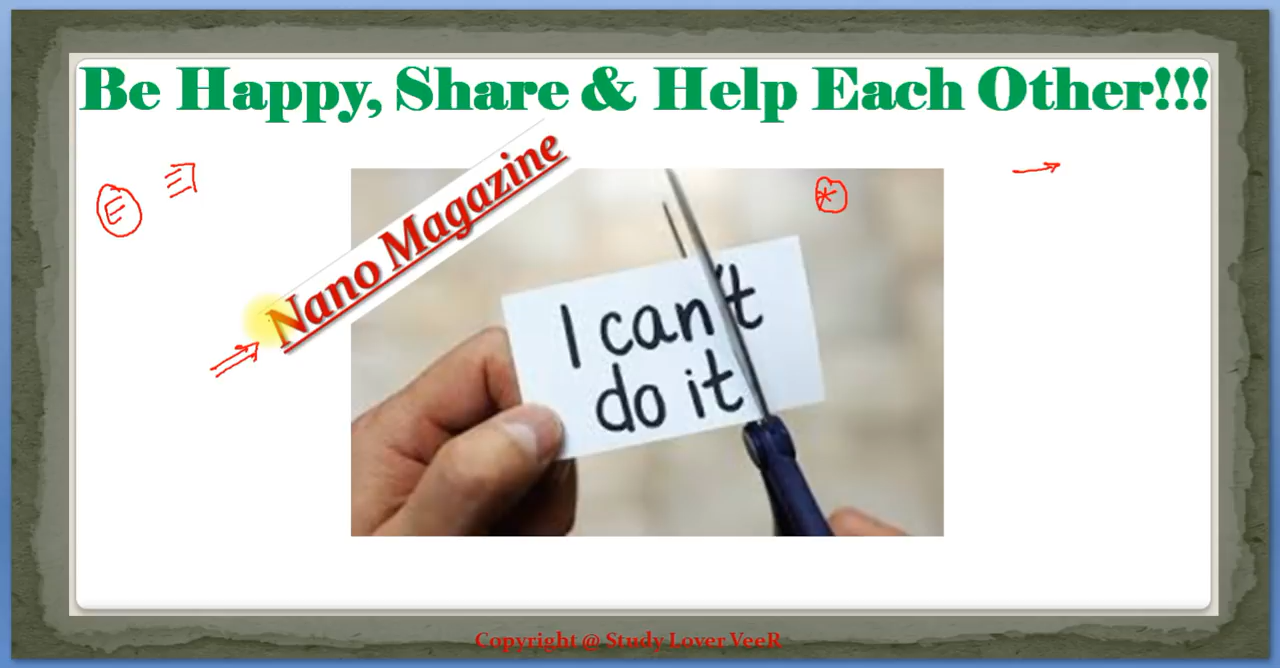 Be Happy, Share & Help Each Other!!!
Nano Magazine
E
I can't
do it
Copyright @ Study Lover VeeR